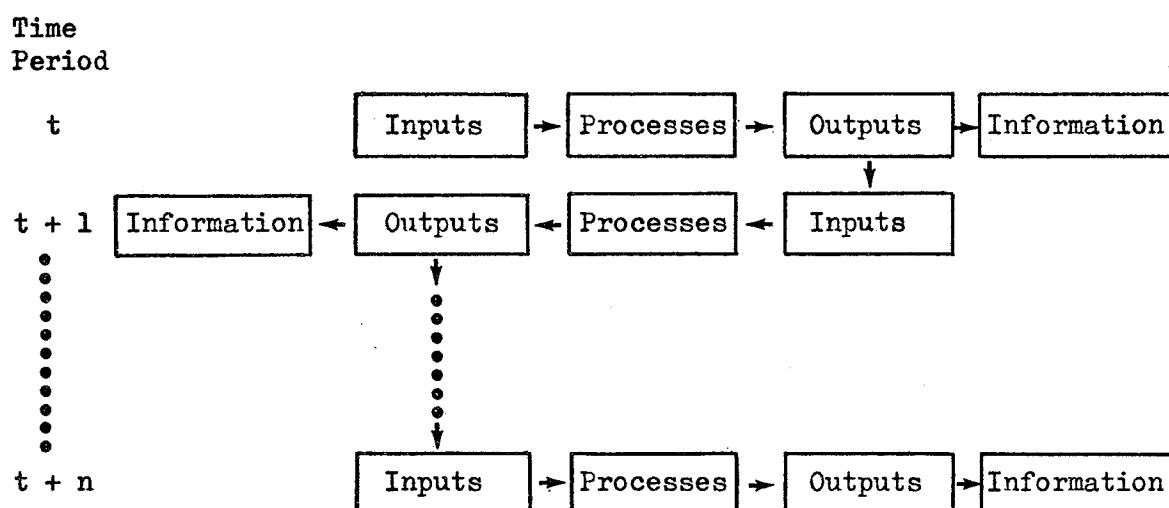 Time
Period
t Inputs Processes Outputs Information
t + 1 Information Outputs Processes Inputs
t + n Inputs Processes Outputs Information